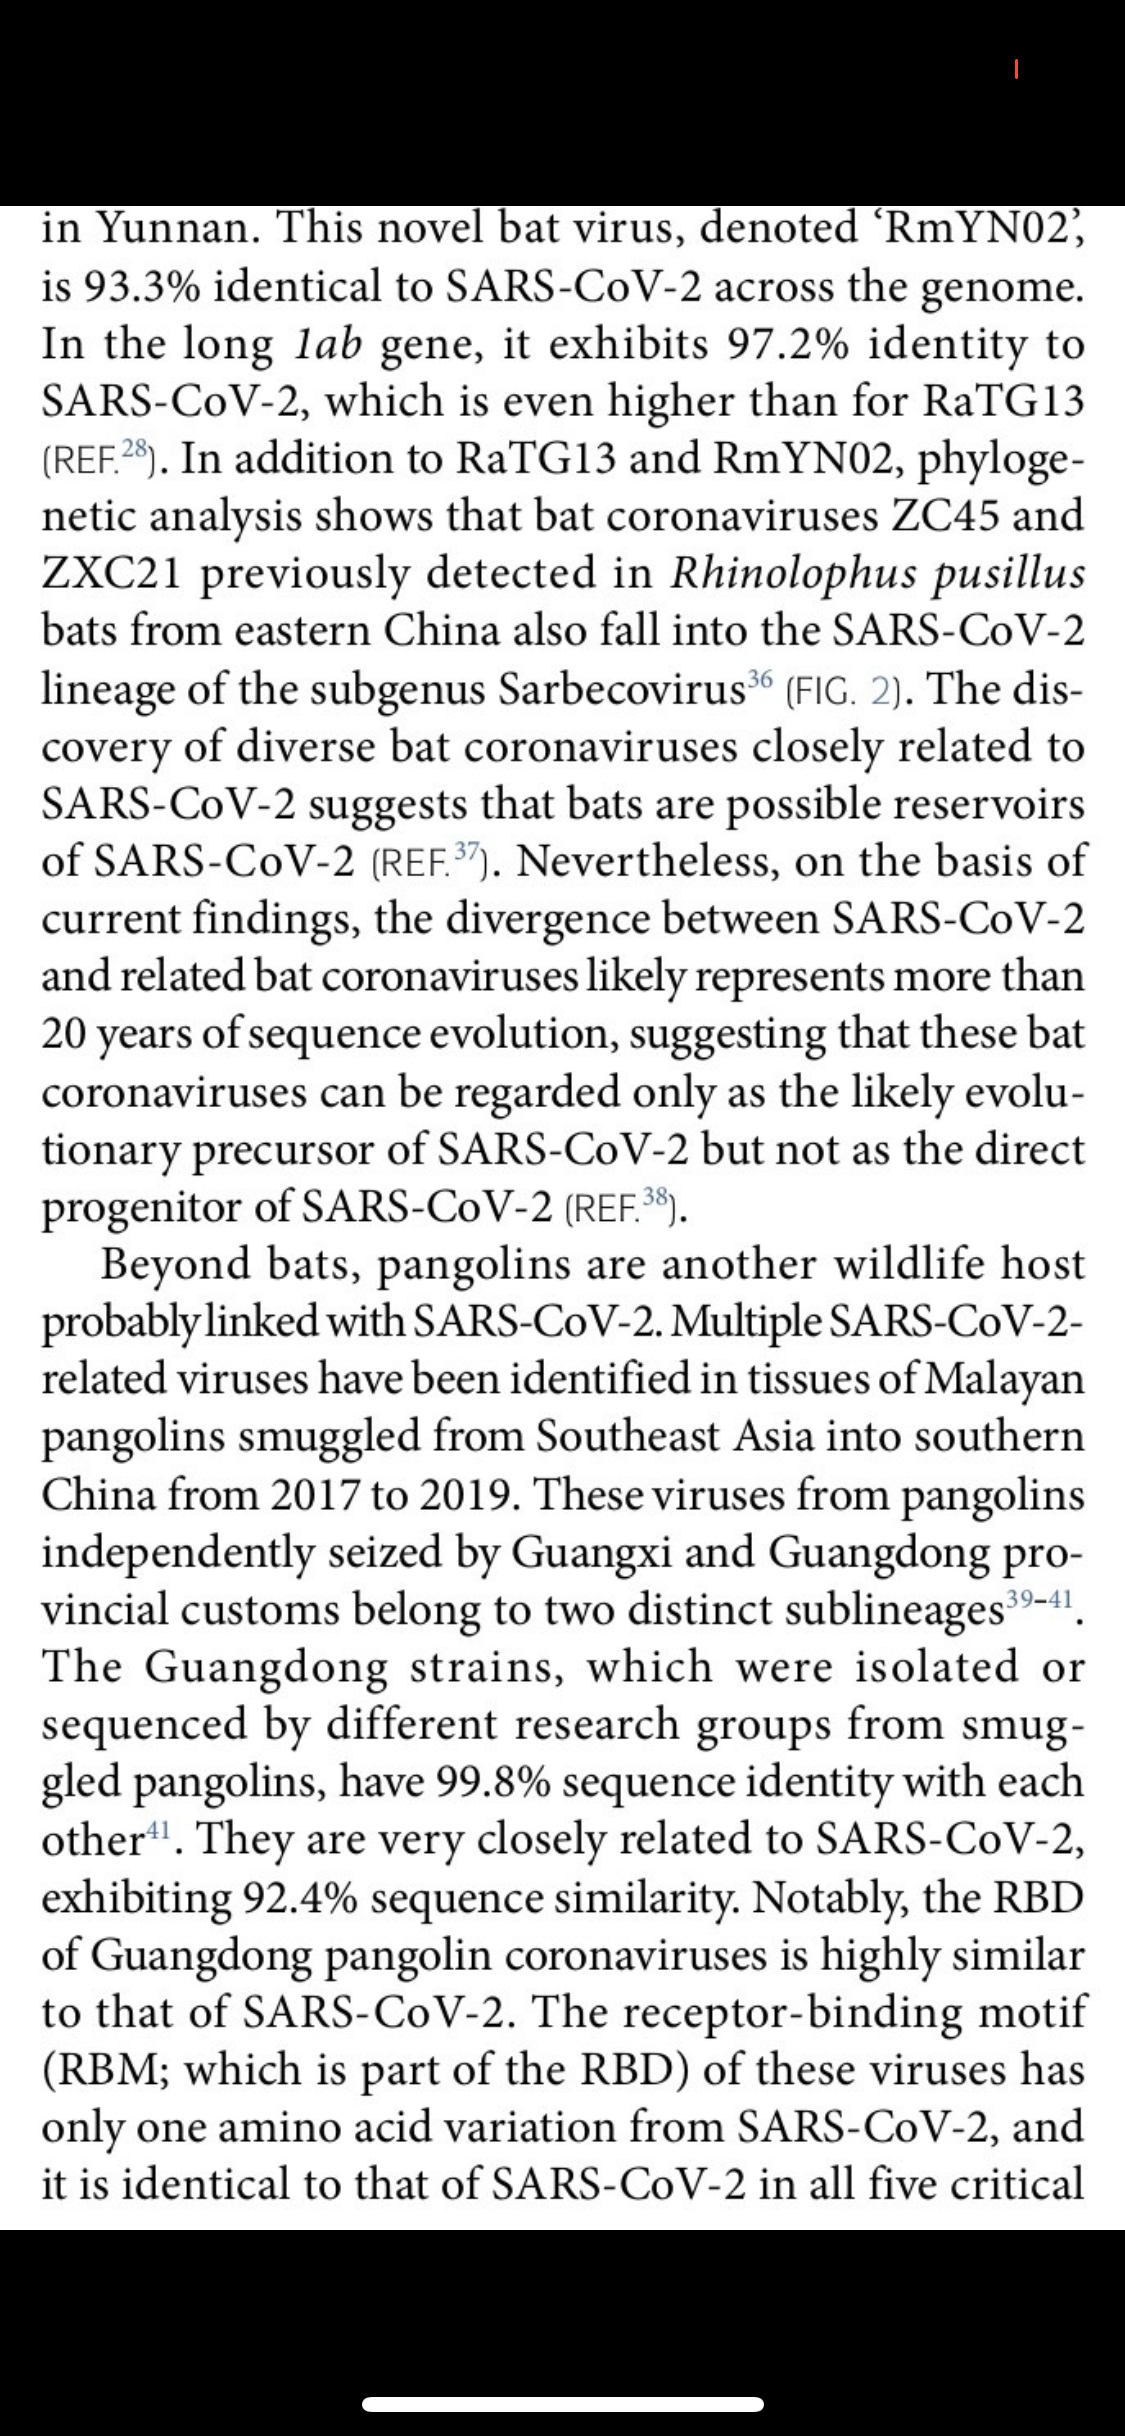 in Yunnan. This novel bat virus, denoted ‘RmYN02’,
is 93.3% identical to SARS-CoV-2 across the genome.
In the long 1ab gene, it exhibits 97.2% identity to
SARS-CoV-2, which is even higher than for RaTG13
(REF.28). In addition to RaTG13 and RmYN02, phyloge-
netic analysis shows that bat coronaviruses ZC45 and
ZXC21 previously detected in Rhinolophus pusillus
bats from eastern China also fall into the SARS-CoV-2
lineage of the subgenus Sarbecovirus36 (FIG. 2). The dis-
covery of diverse bat coronaviruses closely related to
SARS-CoV-2 suggests that bats are possible reservoirs
of SARS-CoV-2 (REF.37). Nevertheless, on the basis of
current findings, the divergence between SARS-CoV-2
and related bat coronaviruses likely represents more than
20 years of sequence evolution, suggesting that these bat
coronaviruses can be regarded only as the likely evolu-
tionary precursor of SARS-CoV-2 but not as the direct
progenitor of SARS-CoV-2 (REF.38).
Beyond bats, pangolins are another wildlife host
probably linked with SARS-CoV-2. Multiple SARS-CoV-2-
related viruses have been identified in tissues of Malayan
pangolins smuggled from Southeast Asia into southern
China from 2017 to 2019. These viruses from pangolins
independently seized by Guangxi and Guangdong pro-
vincial customs belong to two distinct sublineages39–41.
The Guangdong strains, which were isolated or
sequenced by different research groups from smug-
gled pangolins, have 99.8% sequence identity with each
other41. They are very closely related to SARS-CoV-2,
exhibiting 92.4% sequence similarity. Notably, the RBD
of Guangdong pangolin coronaviruses is highly similar
to that of SARS-CoV-2. The receptor-binding motif
(RBM; which is part of the RBD) of these viruses has
only one amino acid variation from SARS-CoV-2, and
it is identical to that of SARS-CoV-2 in all five critical